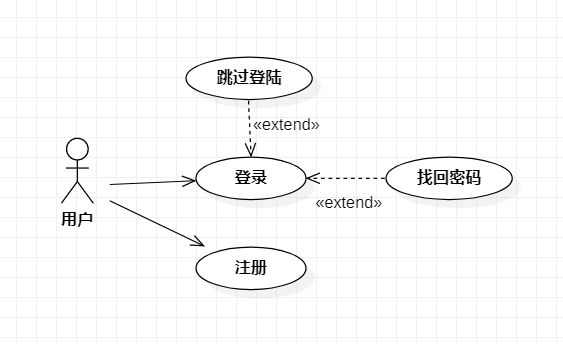 跳过登陆
«extend»
登录
找回密码
«extend»
用户
注册